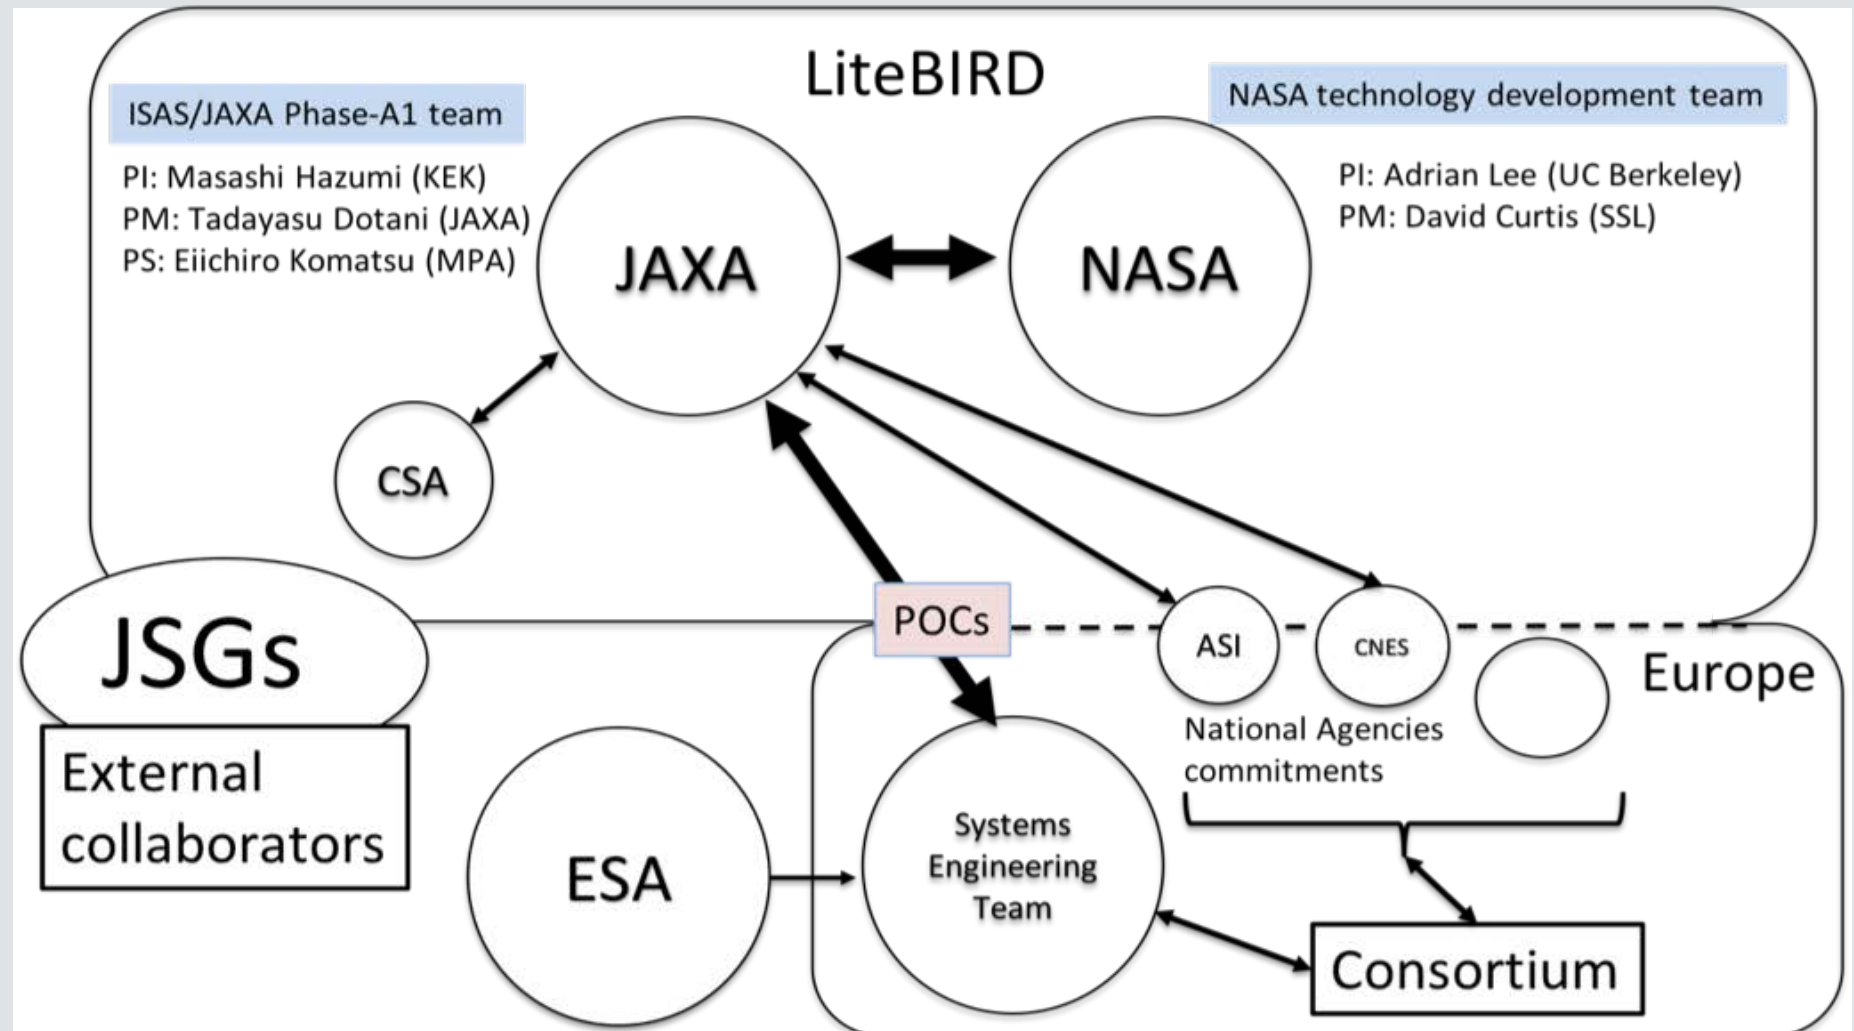 LiteBIRD
ISAS/JAXA Phase-A1 team
PI: Masashi Hazumi (KEK)
PM: Tadayasu Dotani (JAXA)
PS: Eiichiro Komatsu (MPA)
NASA technology development team
PI: Adrian Lee (UC Berkeley)
PM: David Curtis (SSL)
JAXA
NASA
CSA
JSGs
External
collaborators
POCs
ASI
CNES
Europe
National Agencies
commitments
ESA
Systems
Engineering
Team
Consortium